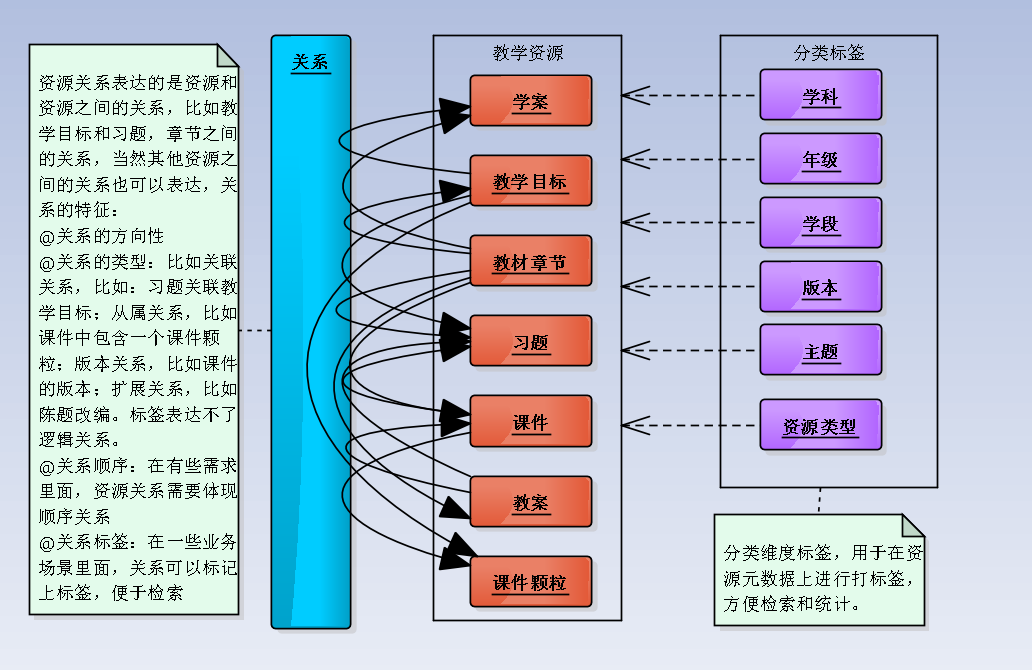 资源关系表达的是资源和
资源之间的关系，比如教
学目标和习题，章节之间
的关系，当然其他资源之
间的关系也可以表达，关
系的特征：
@关系的方向性
@关系的类型：比如关联
关系，比如：习题关联教
学目标；从属关系，比如
课件中包含一个课件颗
粒；版本关系，比如课件
的版本；扩展关系，比如
陈题改编。标签表达不了
逻辑关系。
@关系顺序：在有些需求
里面，资源关系需要体现
顺序关系
@关系标签：在一些业务
场景里面，关系可以标记
上标签，便于检索
关系
教学资源
学案
教学目标
教材章节
习题
课件
教案
课件颗粒
分类标签
学科
年级
学段
版本
主题
资源类型
分类维度标签，用于在资
源元数据上进行打标签，
方便检索和统计。